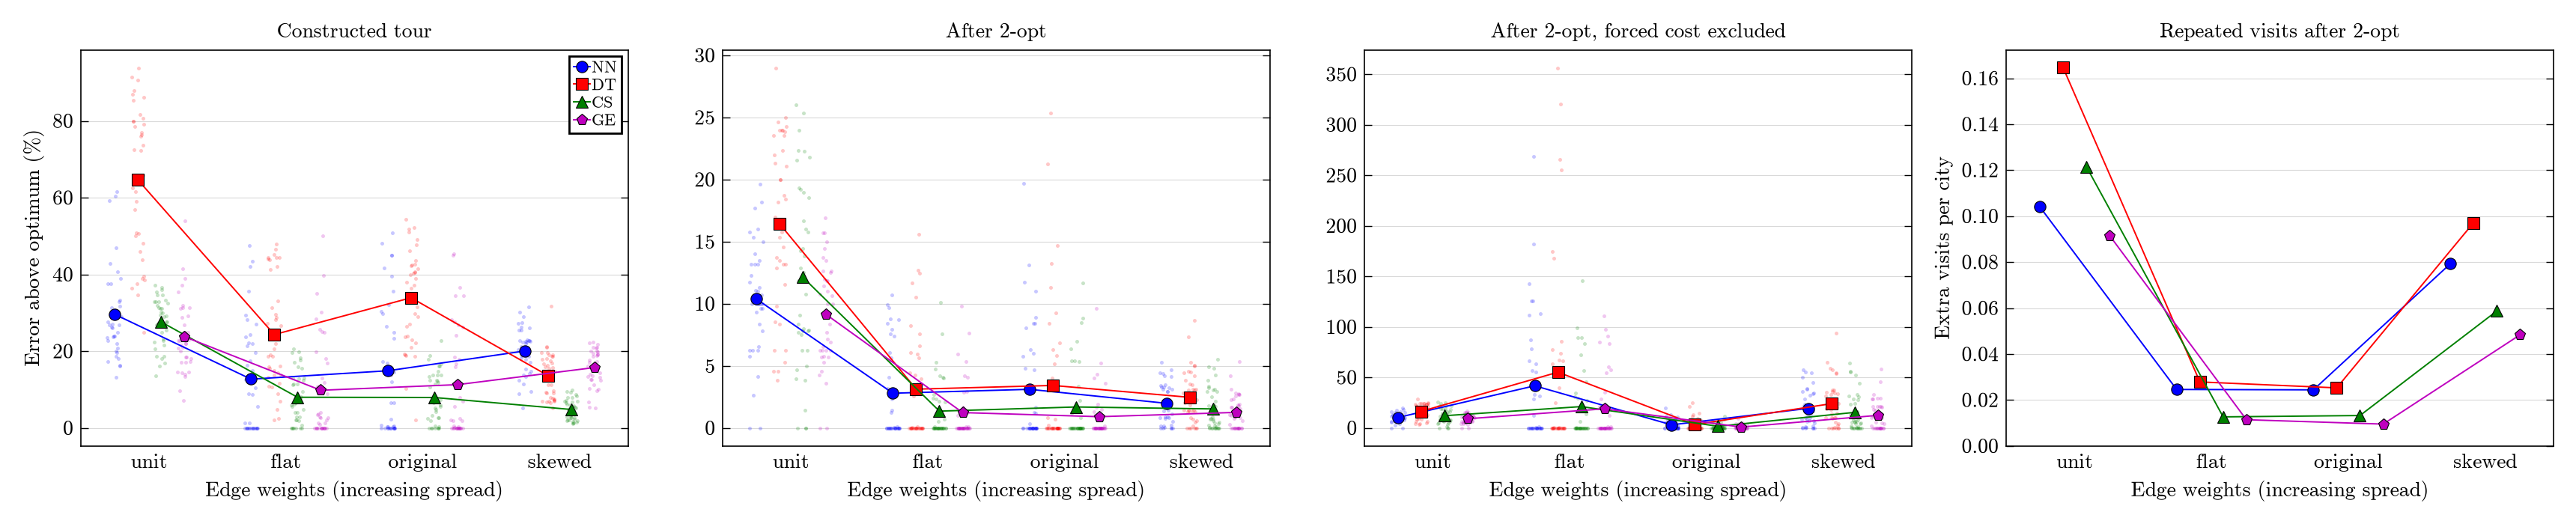 Constructed tour
Error above optimum (%)
80
60
40
20
0
NN
DT
CS
GE
unit flat original skewed
Edge weights (increasing spread)
After 2-opt
30
25
20
15
10
5
0
unit flat original skewed
Edge weights (increasing spread)
After 2-opt, forced cost excluded
350
300
250
200
150
100
50
0
unit flat original skewed
Edge weights (increasing spread)
Repeated visits after 2-opt
Extra visits per city
0.16
0.14
0.12
0.10
0.08
0.06
0.04
0.02
0.00
unit flat original skewed
Edge weights (increasing spread)